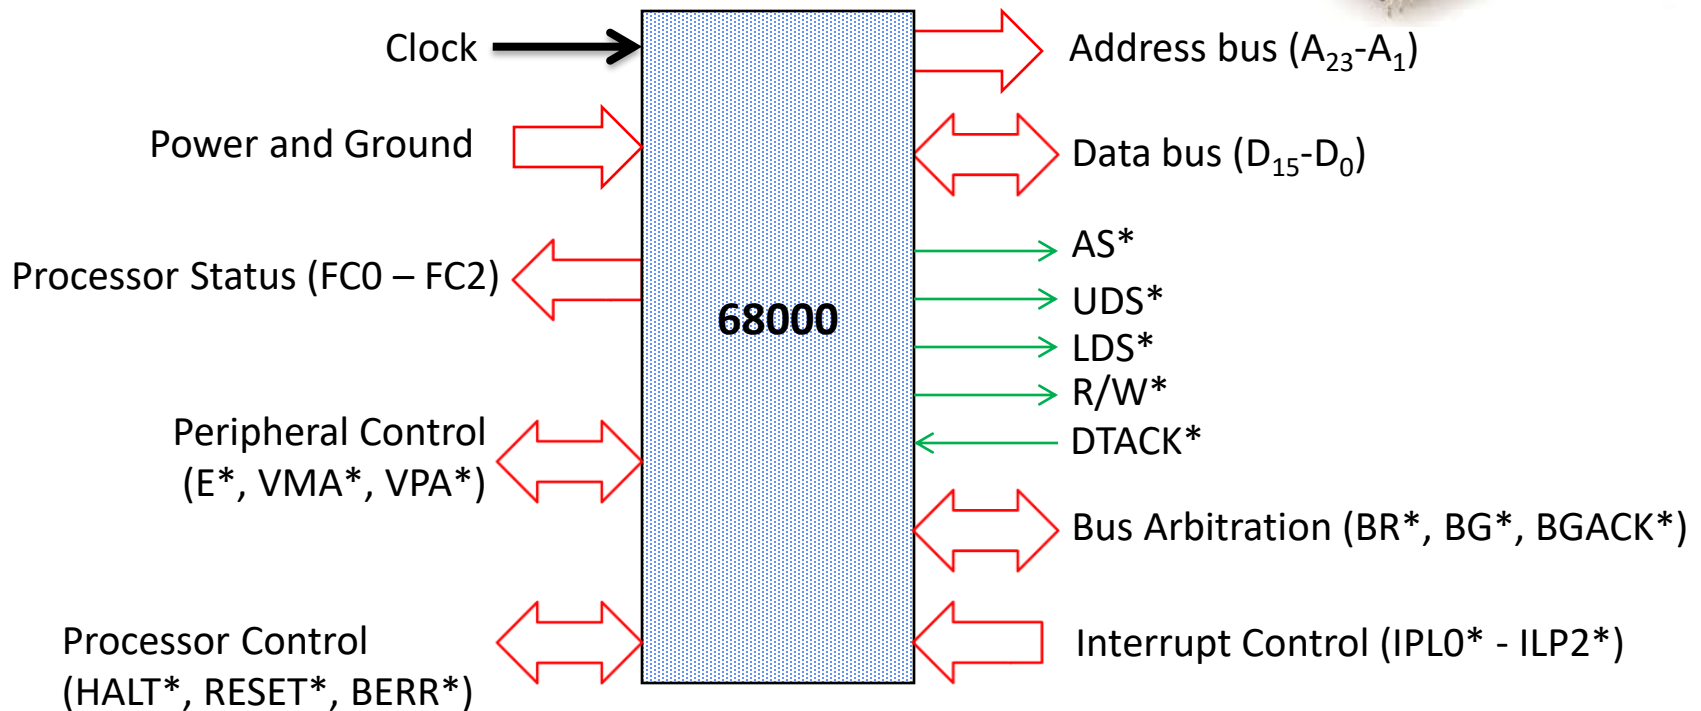 Clock
Power and Ground
Processor Status (FC0 – FC2)
Peripheral Control
(E*, VMA*, VPA*)
Processor Control
(HALT*, RESET*, BERR*)
68000
Address bus (A₂₃-A₁)
Data bus (D₁₅-D₀)
AS*
UDS*
LDS*
R/W*
DTACK*
Bus Arbitration (BR*, BG*, BGACK*)
Interrupt Control (IPL0* - ILP2*)